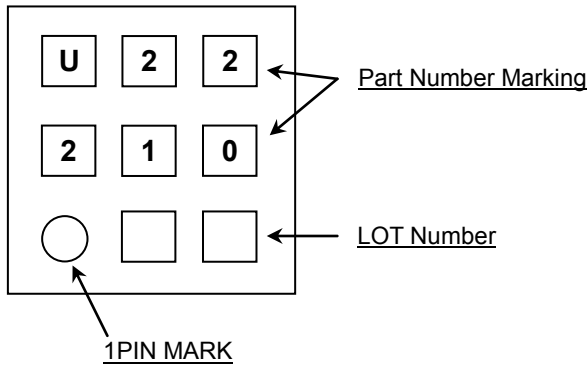 U 2 2
Part Number Marking
2 1 0
LOT Number
1PIN MARK